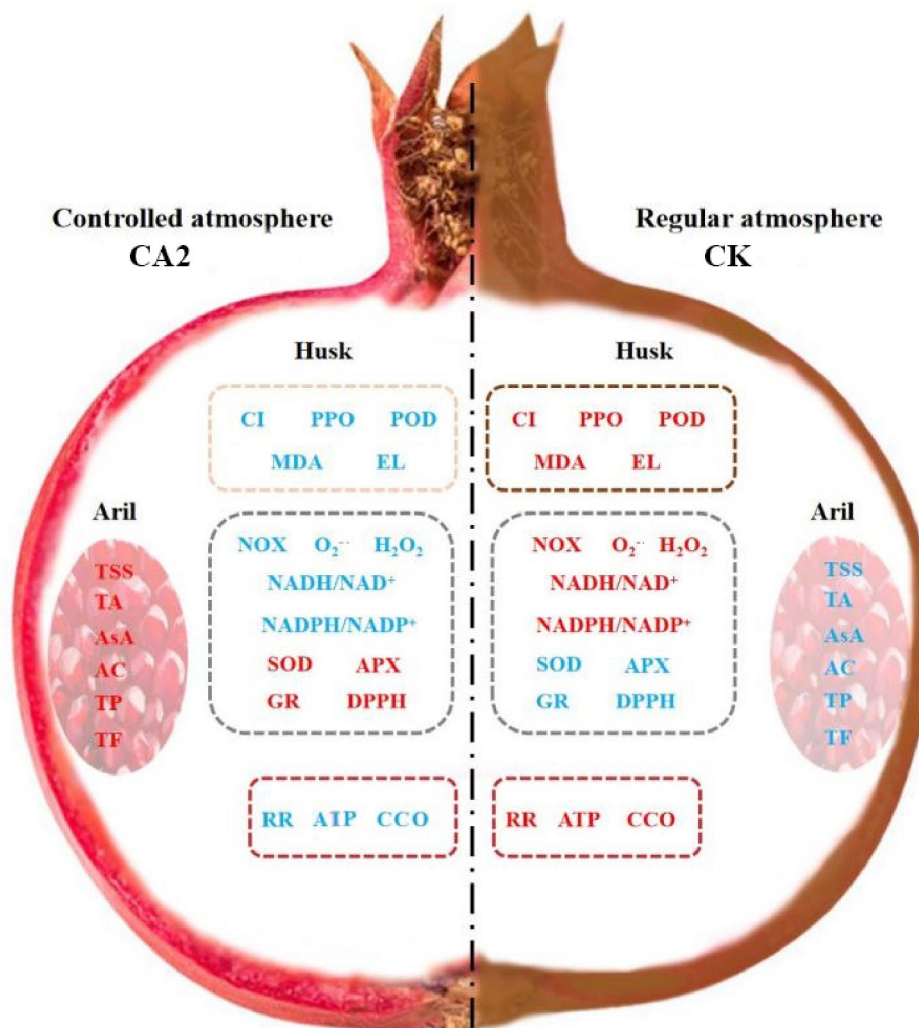 Controlled atmosphere
CA2
Regular atmosphere
CK
Husk
CI PPO POD
MDA EL
Aril
TSS
TA
AsA
AC
TP
TF
NOX O₂⁻· H₂O₂
NADH/NAD⁺
NADPH/NADP⁺
SOD APX
GR DPPH
RR ATP CCO
Husk
CI PPO POD
MDA EL
NOX O₂⁻· H₂O₂
NADH/NAD⁺
NADPH/NADP⁺
SOD APX
GR DPPH
RR ATP CCO
Aril
TSS
TA
AsA
AC
TP
TF